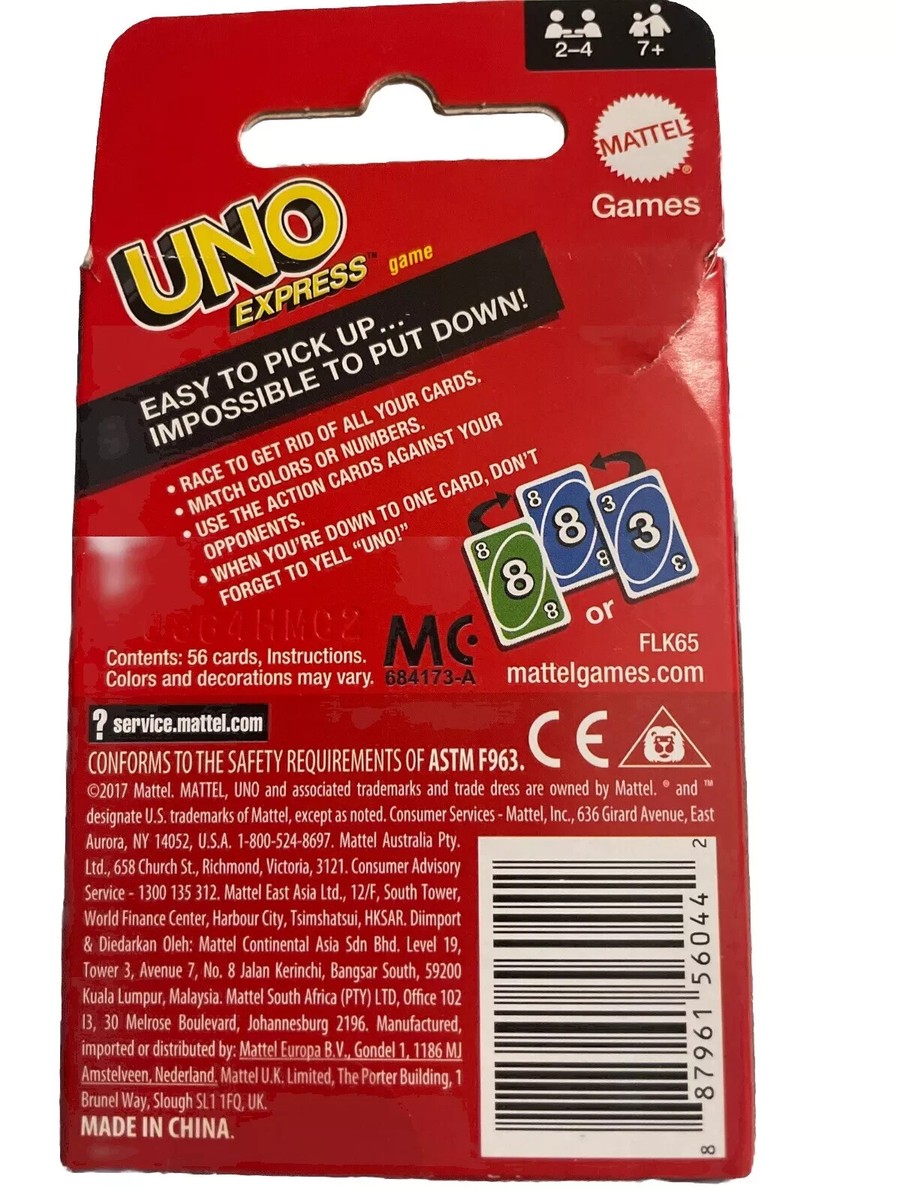 2–4 7+
MATTEL®
Games
UNO
EXPRESS™ game
EASY TO PICK UP...
IMPOSSIBLE TO PUT DOWN!
• RACE TO GET RID OF ALL YOUR CARDS.
• MATCH COLORS OR NUMBERS.
• USE THE ACTION CARDS AGAINST YOUR
OPPONENTS.
• WHEN YOU'RE DOWN TO ONE CARD, DON'T
FORGET TO YELL “UNO!”
8 8 8
8 8 8
3 3 3
or
Contents: 56 cards, Instructions.
Colors and decorations may vary.
MC
684173-A
FLK65
mattelgames.com
? service.mattel.com
CONFORMS TO THE SAFETY REQUIREMENTS OF ASTM F963.
CE
©2017 Mattel. MATTEL, UNO and associated trademarks and trade dress are owned by Mattel. ® and ™
designate U.S. trademarks of Mattel, except as noted. Consumer Services - Mattel, Inc., 636 Girard Avenue, East
Aurora, NY 14052, U.S.A. 1-800-524-8697. Mattel Australia Pty.
Ltd., 658 Church St., Richmond, Victoria, 3121. Consumer Advisory
Service - 1300 135 312. Mattel East Asia Ltd., 12/F, South Tower,
World Finance Center, Harbour City, Tsimshatsui, HKSAR. Diimport
& Diedarkan Oleh: Mattel Continental Asia Sdn Bhd. Level 19,
Tower 3, Avenue 7, No. 8 Jalan Kerinchi, Bangsar South, 59200
Kuala Lumpur, Malaysia. Mattel South Africa (PTY) LTD, Office 102
I3, 30 Melrose Boulevard, Johannesburg 2196. Manufactured,
imported or distributed by: Mattel Europa B.V., Gondel 1, 1186 MJ
Amstelveen, Nederland. Mattel U.K. Limited, The Porter Building, 1
Brunel Way, Slough SL1 1FQ, UK.
MADE IN CHINA.
8 87961 56044 2